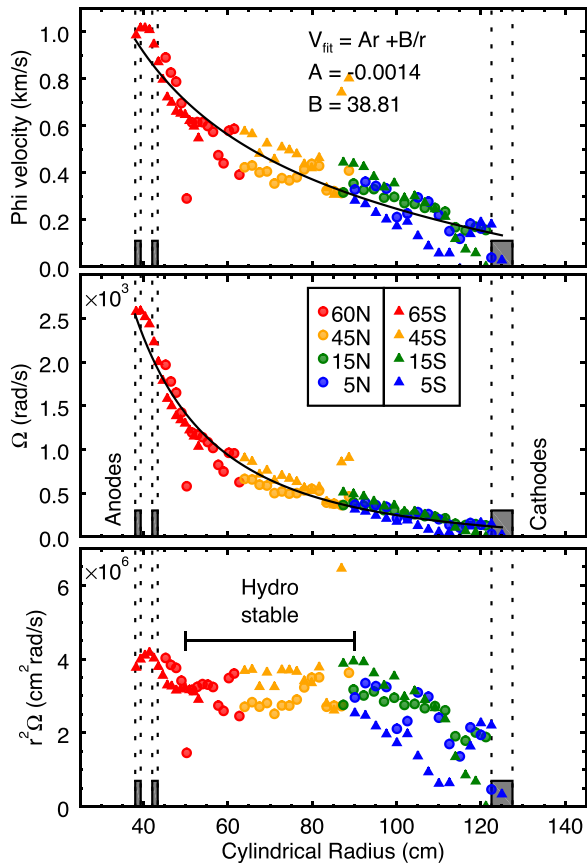 Phi velocity (km/s)
1.0
0.8
0.6
0.4
0.2
0.0
V_fit = Ar +B/r
A = -0.0014
B = 38.81
×10³
Ω (rad/s)
2.5
2.0
1.5
1.0
0.5
0.0
60N 65S
45N 45S
15N 15S
5N 5S
Anodes
Cathodes
×10⁶
r²Ω (cm² rad/s)
6
4
2
0
Hydro
stable
40 60 80 100 120 140
Cylindrical Radius (cm)